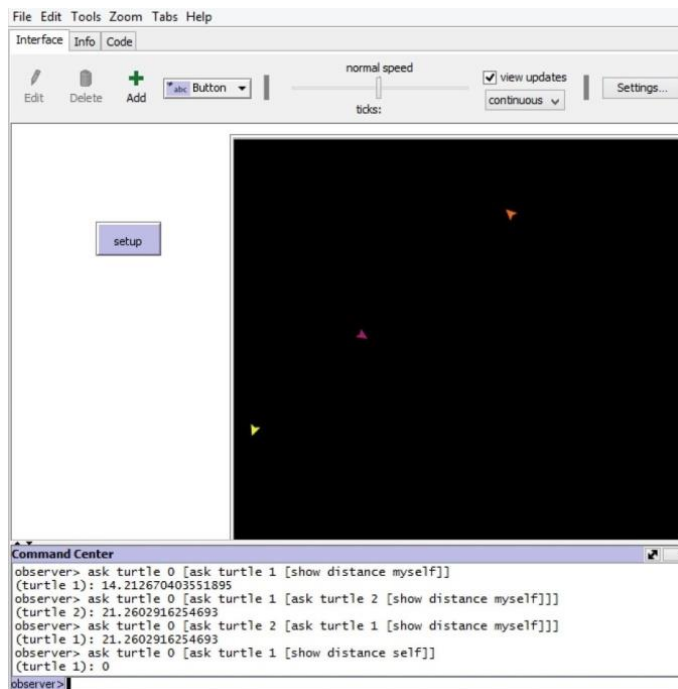 File Edit Tools Zoom Tabs Help
Interface Info Code
normal speed
Edit Delete Add abc Button view updates
ticks: continuous Settings...
setup
Command Center
observer> ask turtle 0 [ask turtle 1 [show distance myself]]
(turtle 1): 14.212670403551895
observer> ask turtle 0 [ask turtle 1 [ask turtle 2 [show distance myself]]]
(turtle 2): 21.2602916254693
observer> ask turtle 0 [ask turtle 2 [ask turtle 1 [show distance myself]]]
(turtle 1): 21.2602916254693
observer> ask turtle 0 [ask turtle 1 [show distance self]]
(turtle 1): 0
observer>